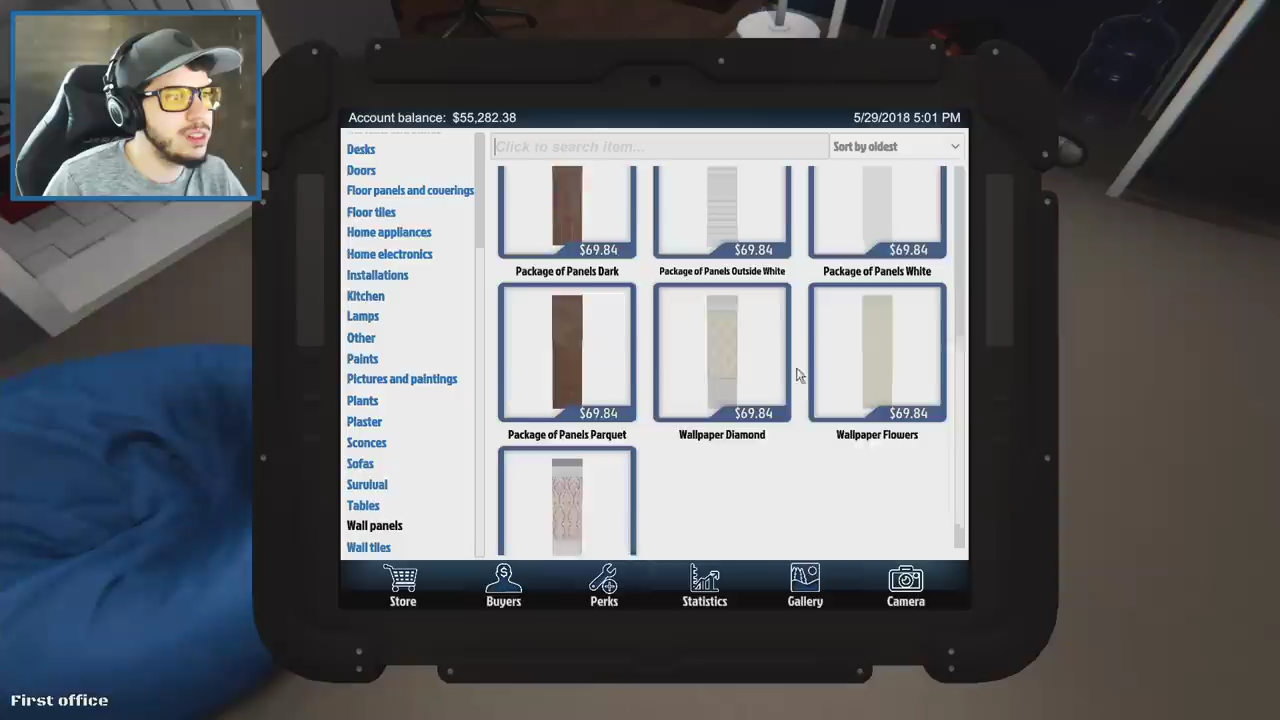 Account balance: $55,282.38
5/29/2018 5:01 PM
Click to search item...
Sort by oldest
Desks
Doors
Floor panels and coverings
Floor tiles
Home appliances
Home electronics
Installations
Kitchen
Lamps
Other
Paints
Pictures and paintings
Plants
Plaster
Sconces
Sofas
Survival
Tables
Wall panels
Wall tiles
$69.84 $69.84 $69.84
Package of Panels Dark Package of Panels Outside White Package of Panels White
$69.84 $69.84 $69.84
Package of Panels Parquet Wallpaper Diamond Wallpaper Flowers
Store Buyers Perks Statistics Gallery Camera
First office